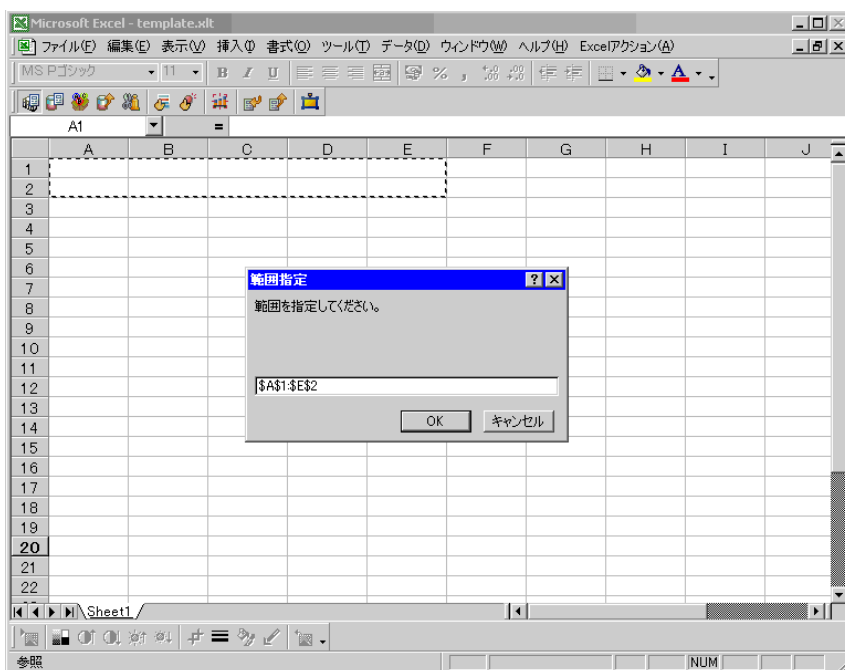 Microsoft Excel - template.xlt
ファイル(F) 編集(E) 表示(V) 挿入(I) 書式(O) ツール(T) データ(D) ウィンドウ(W) ヘルプ(H) Excelアクション(A)
MS Pゴシック 11 B I U % ,
A1 =
A B C D E F G H I J
1
2
3
4
5
6
7
8
9
10
11
12
13
14
15
16
17
18
19
20
21
22
範囲指定
範囲を指定してください。
$A$1:$E$2
OK キャンセル
Sheet1
参照 NUM